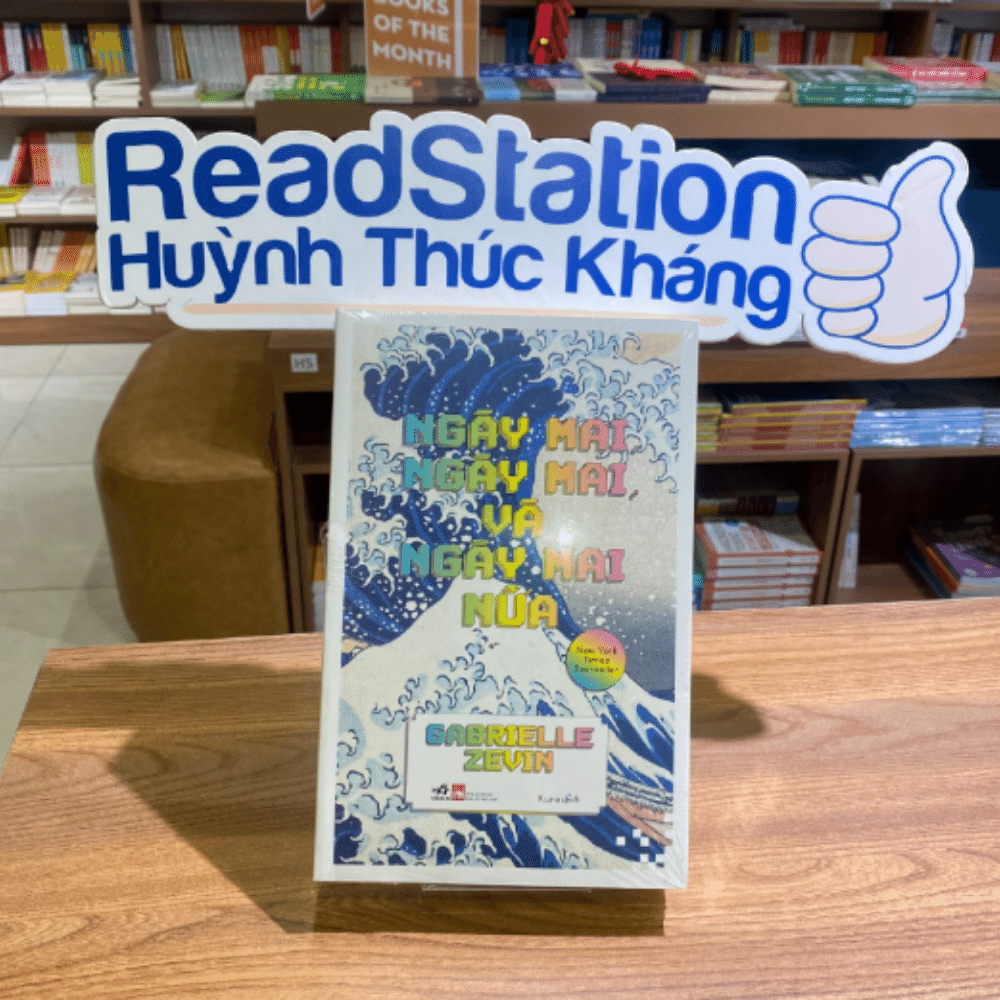 BOOKS
OF THE
MONTH
ReadStation
Huỳnh Thúc Kháng
H5
NGÀY MAI,
NGÀY MAI,
VÀ
NGÀY MAI
NỮA
New York
Times
Bestseller
GABRIELLE
ZEVIN